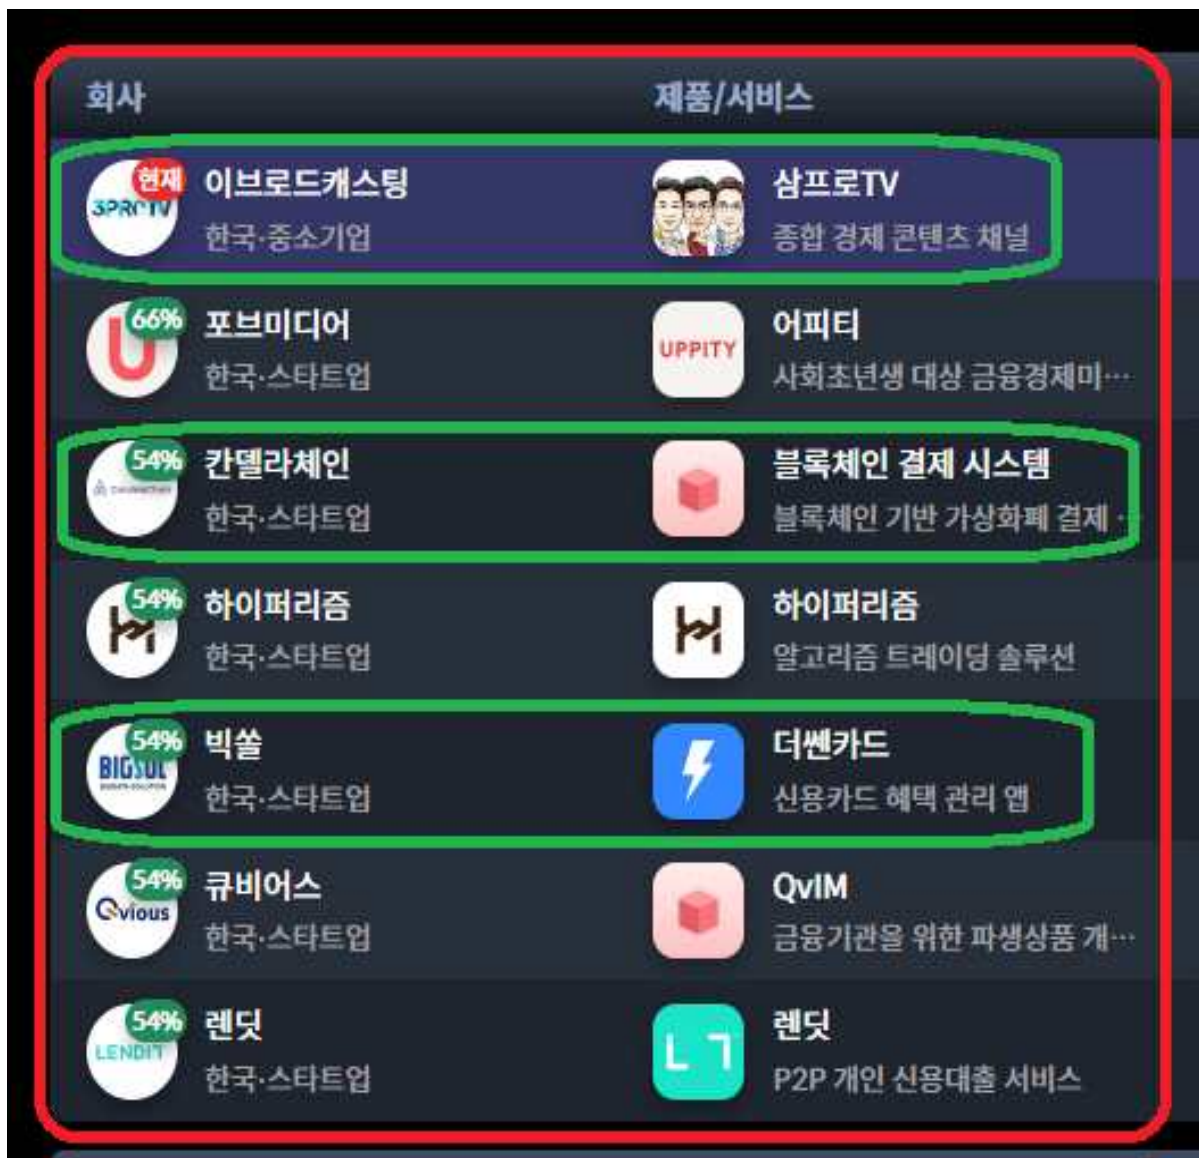 회사 제품/서비스
현재 이브로드캐스팅 삼프로TV
3PROTV
한국·중소기업 종합 경제 콘텐츠 채널
66% 포브미디어 어피티
U UPPITY
한국·스타트업 사회초년생 대상 금융경제미…
54% 칸델라체인 블록체인 결제 시스템
한국·스타트업 블록체인 기반 가상화폐 결제 …
54% 하이퍼리즘 하이퍼리즘
한국·스타트업 알고리즘 트레이딩 솔루션
54% 빅쏠 더쎈카드
BIGSOL
한국·스타트업 신용카드 혜택 관리 앱
54% 큐비어스 QvIM
Qvious
한국·스타트업 금융기관을 위한 파생상품 개…
54% 렌딧 렌딧
LENDIT
한국·스타트업 P2P 개인 신용대출 서비스